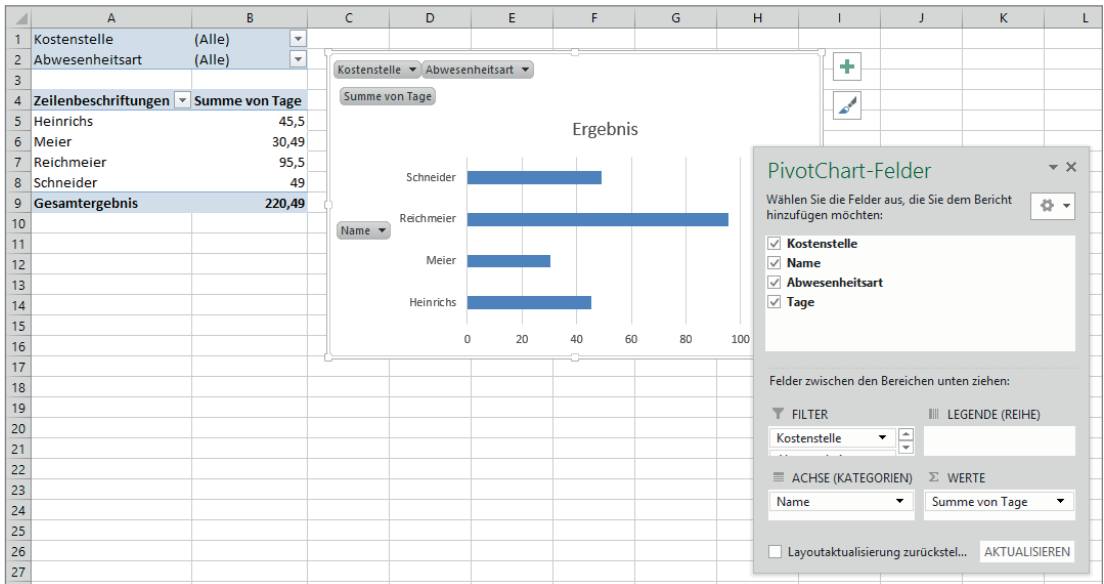 A B C D E F G H I J K L
1 Kostenstelle (Alle)
2 Abwesenheitsart (Alle)
3
4 Zeilenbeschriftungen Summe von Tage
5 Heinrichs 45,5
6 Meier 30,49
7 Reichmeier 95,5
8 Schneider 49
9 Gesamtergebnis 220,49
10
11
12
13
14
15
16
17
18
19
20
21
22
23
24
25
26
27
Kostenstelle Abwesenheitsart
Summe von Tage
Ergebnis
Schneider
Reichmeier
Name
Meier
Heinrichs
0 20 40 60 80 100
PivotChart-Felder
Wählen Sie die Felder aus, die Sie dem Bericht
hinzufügen möchten:
Kostenstelle
Name
Abwesenheitsart
Tage
Felder zwischen den Bereichen unten ziehen:
FILTER LEGENDE (REIHE)
Kostenstelle
ACHSE (KATEGORIEN) Σ WERTE
Name Summe von Tage
Layoutaktualisierung zurückstel... AKTUALISIEREN